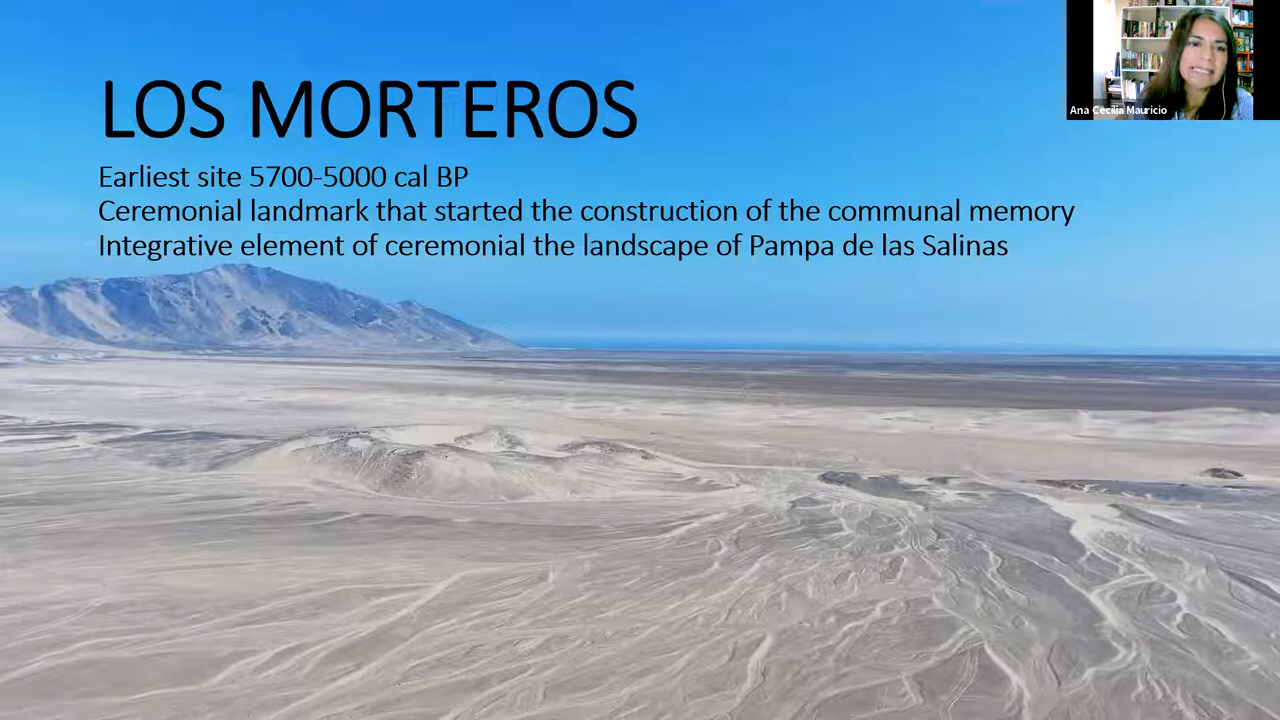 LOS MORTEROS
Earliest site 5700-5000 cal BP
Ceremonial landmark that started the construction of the communal memory
Integrative element of ceremonial the landscape of Pampa de las Salinas
Ana Cecilia Mauricio